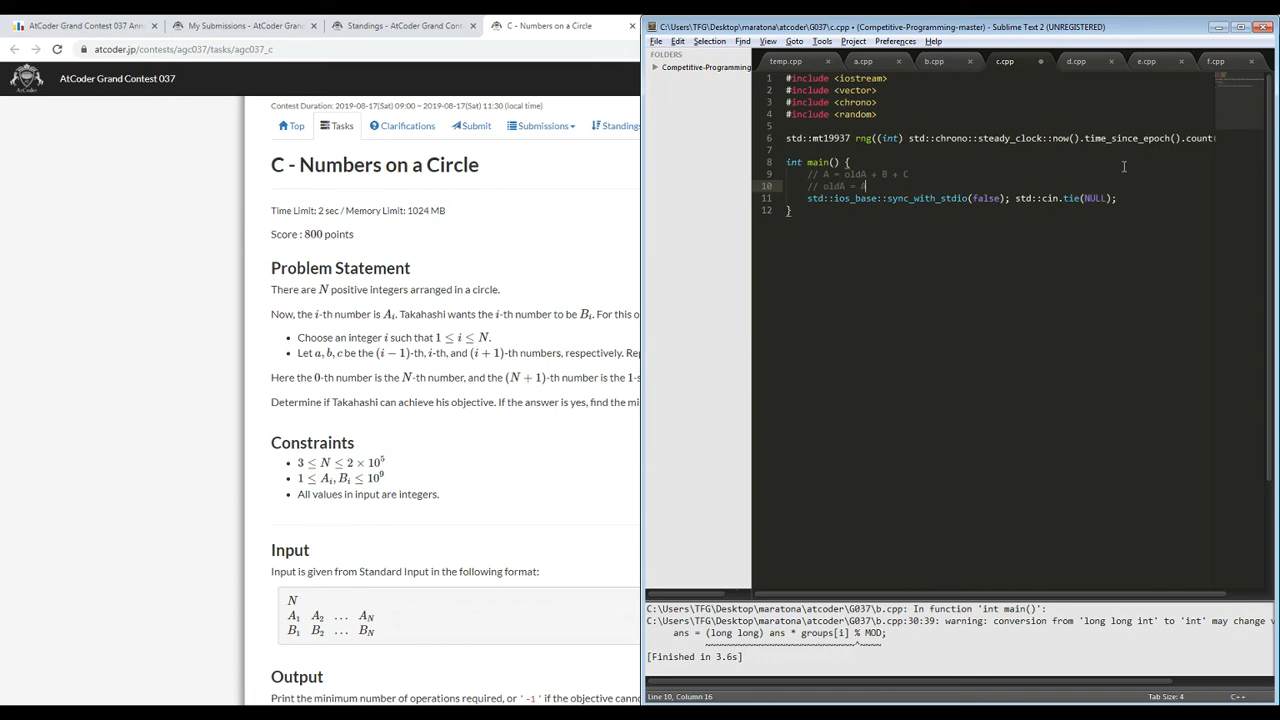 AtCoder Grand Contest 037 Ann
My Submissions - AtCoder Grand
Standings - AtCoder Grand Contest
C - Numbers on a Circle
atcoder.jp/contests/agc037/tasks/agc037_c
AtCoder Grand Contest 037
Contest Duration: 2019-08-17(Sat) 09:00 ~ 2019-08-17(Sat) 11:30 (local time)
Top
Tasks
Clarifications
Submit
Submissions
Standings
C - Numbers on a Circle
Time Limit: 2 sec / Memory Limit: 1024 MB
Score : 800 points
Problem Statement
There are N positive integers arranged in a circle.
Now, the i-th number is A_i. Takahashi wants the i-th number to be B_i. For this o
• Choose an integer i such that 1 ≤ i ≤ N.
• Let a, b, c be the (i − 1)-th, i-th, and (i + 1)-th numbers, respectively. Re
Here the 0-th number is the N-th number, and the (N + 1)-th number is the 1-s
Determine if Takahashi can achieve his objective. If the answer is yes, find the mi
Constraints
• 3 ≤ N ≤ 2 × 10^5
• 1 ≤ A_i, B_i ≤ 10^9
• All values in input are integers.
Input
Input is given from Standard Input in the following format:
N
A_1 A_2 ... A_N
B_1 B_2 ... B_N
Output
Print the minimum number of operations required, or '-1' if the objective cann
C:\Users\TFG\Desktop\maratona\atcoder\G037\c.cpp • (Competitive-Programming-master) - Sublime Text 2 (UNREGISTERED)
File Edit Selection Find View Goto Tools Project Preferences Help
FOLDERS
Competitive-Programming
temp.cpp a.cpp b.cpp c.cpp d.cpp e.cpp f.cpp
1 #include <iostream>
2 #include <vector>
3 #include <chrono>
4 #include <random>
5
6 std::mt19937 rng((int) std::chrono::steady_clock::now().time_since_epoch().count(
7
8 int main() {
9 // A = oldA + B + C
10 // oldA = A
11 std::ios_base::sync_with_stdio(false); std::cin.tie(NULL);
12 }
C:\Users\TFG\Desktop\maratona\atcoder\G037\b.cpp: In function 'int main()':
C:\Users\TFG\Desktop\maratona\atcoder\G037\b.cpp:30:39: warning: conversion from 'long long int' to 'int' may change v
ans = (long long) ans * groups[i] % MOD;
~~~~~~~~~~~~~~~~~~~~~~~~~~~~^~~~~
[Finished in 3.6s]
Line 10, Column 16
Tab Size: 4
C++